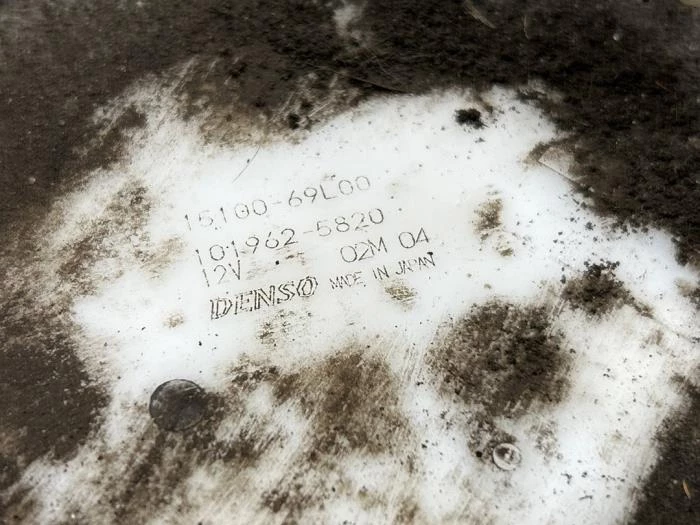 15100-69L00
101962-5820
12V 02M 04
DENSO MADE IN JAPAN